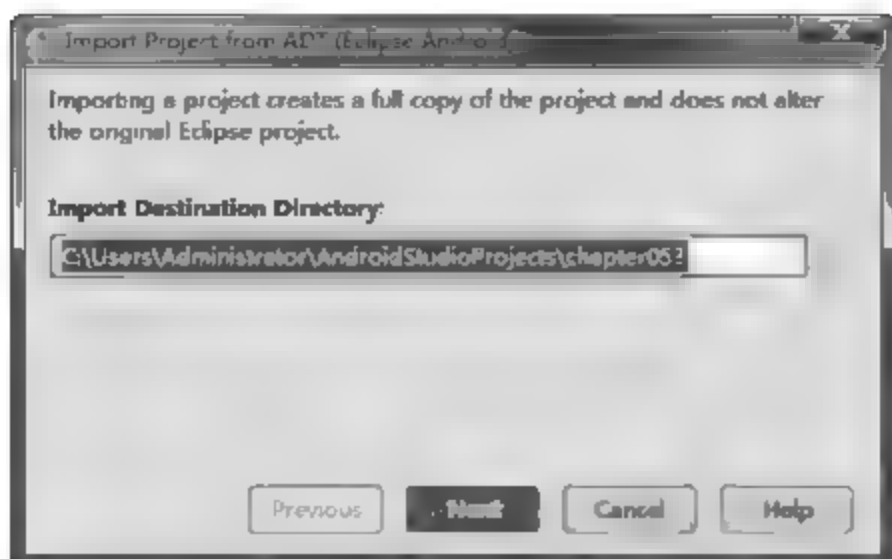 Import Project from ADT (Eclipse Android)
Importing a project creates a full copy of the project and does not alter
the original Eclipse project.
Import Destination Directory:
C:\Users\Administrator\AndroidStudioProjects\chapter05
Previous
Next
Cancel
Help